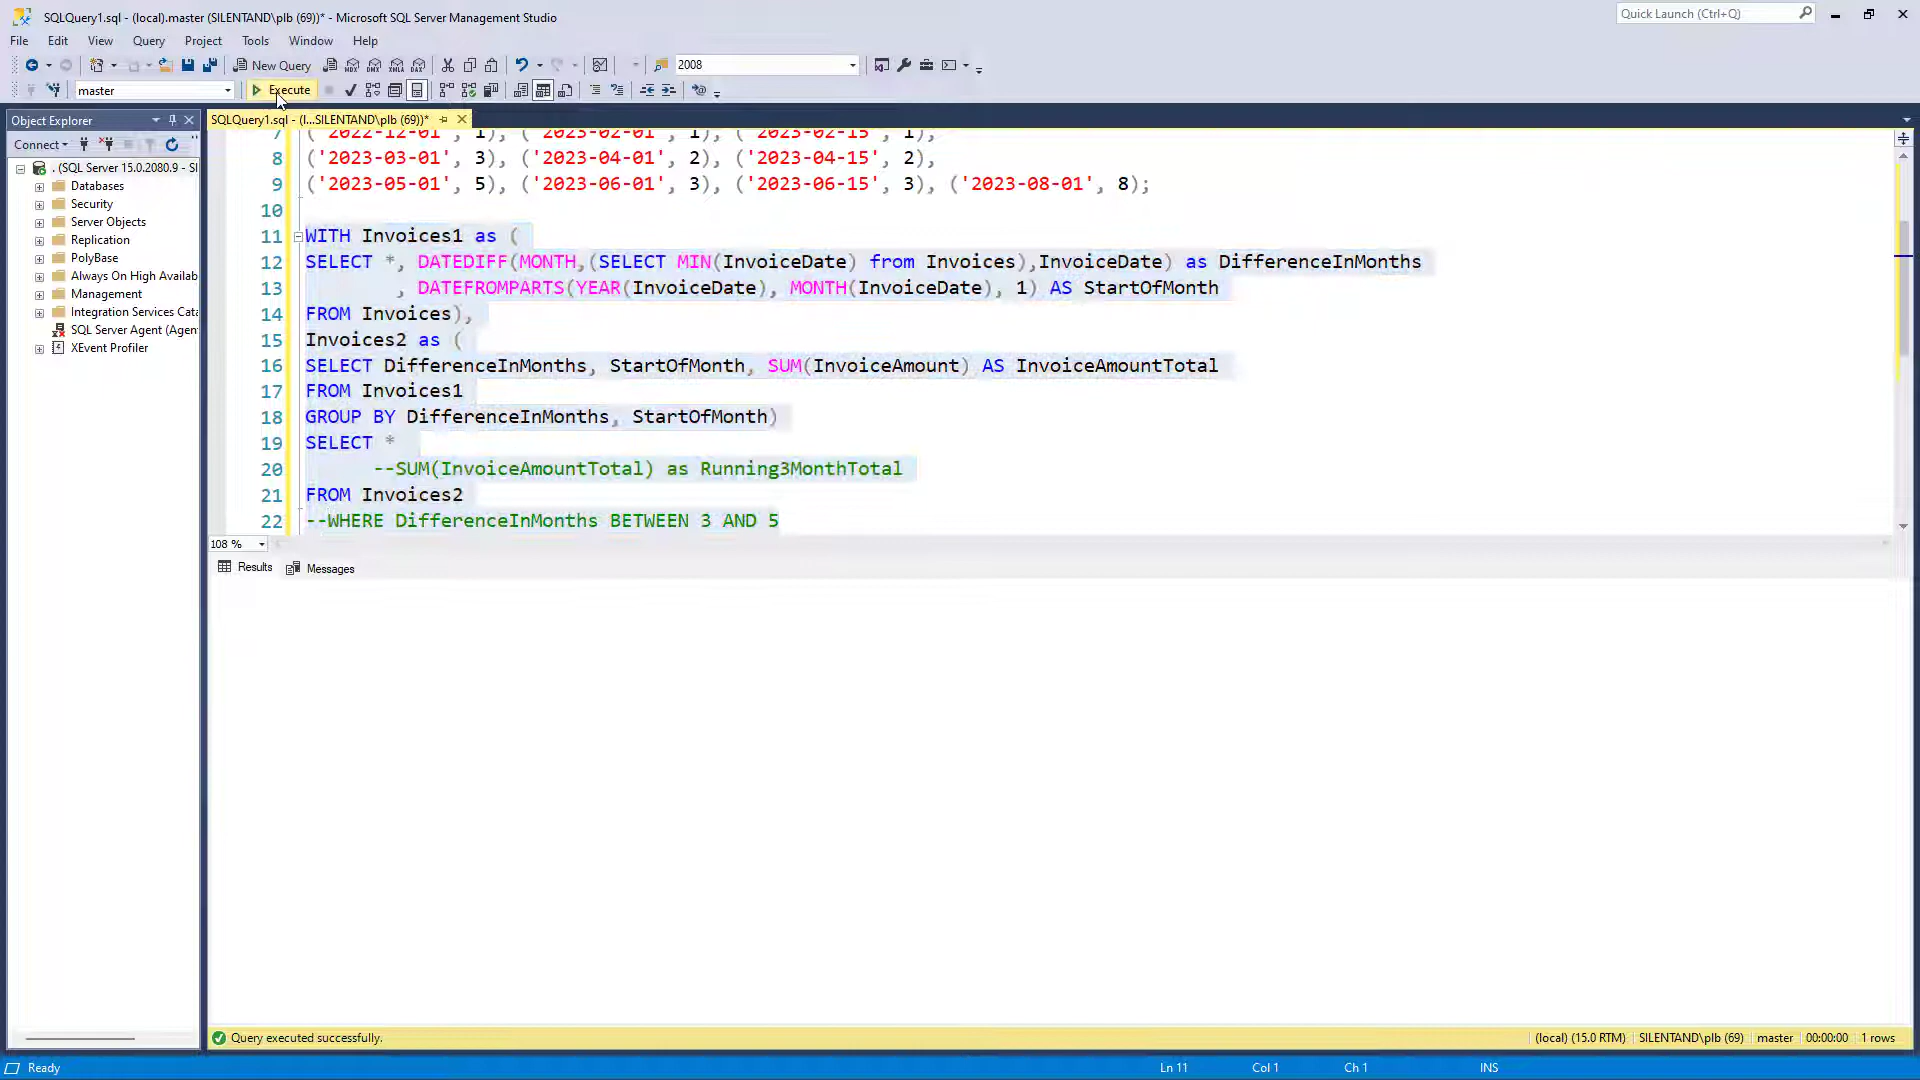 SQLQuery1.sql - (local).master (SILENTAND\plb (69))* - Microsoft SQL Server Management Studio
Quick Launch (Ctrl+Q)
File Edit View Query Project Tools Window Help
New Query
2008
master
Execute
Object Explorer
SQLQuery1.sql - (l...SILENTAND\plb (69))*
Connect
. (SQL Server 15.0.2080.9 - SI
Databases
Security
Server Objects
Replication
PolyBase
Always On High Availab
Management
Integration Services Cata
SQL Server Agent (Agen
XEvent Profiler
7 ('2022-12-01', 1), ('2023-02-01', 1), ('2023-02-15', 1),
8 ('2023-03-01', 3), ('2023-04-01', 2), ('2023-04-15', 2),
9 ('2023-05-01', 5), ('2023-06-01', 3), ('2023-06-15', 3), ('2023-08-01', 8);
10
11 WITH Invoices1 as (
12 SELECT *, DATEDIFF(MONTH,(SELECT MIN(InvoiceDate) from Invoices),InvoiceDate) as DifferenceInMonths
13 , DATEFROMPARTS(YEAR(InvoiceDate), MONTH(InvoiceDate), 1) AS StartOfMonth
14 FROM Invoices),
15 Invoices2 as (
16 SELECT DifferenceInMonths, StartOfMonth, SUM(InvoiceAmount) AS InvoiceAmountTotal
17 FROM Invoices1
18 GROUP BY DifferenceInMonths, StartOfMonth)
19 SELECT *
20 --SUM(InvoiceAmountTotal) as Running3MonthTotal
21 FROM Invoices2
22 --WHERE DifferenceInMonths BETWEEN 3 AND 5
108 %
Results Messages
Query executed successfully.
(local) (15.0 RTM) SILENTAND\plb (69) master 00:00:00 1 rows
Ready
Ln 11 Col 1 Ch 1 INS